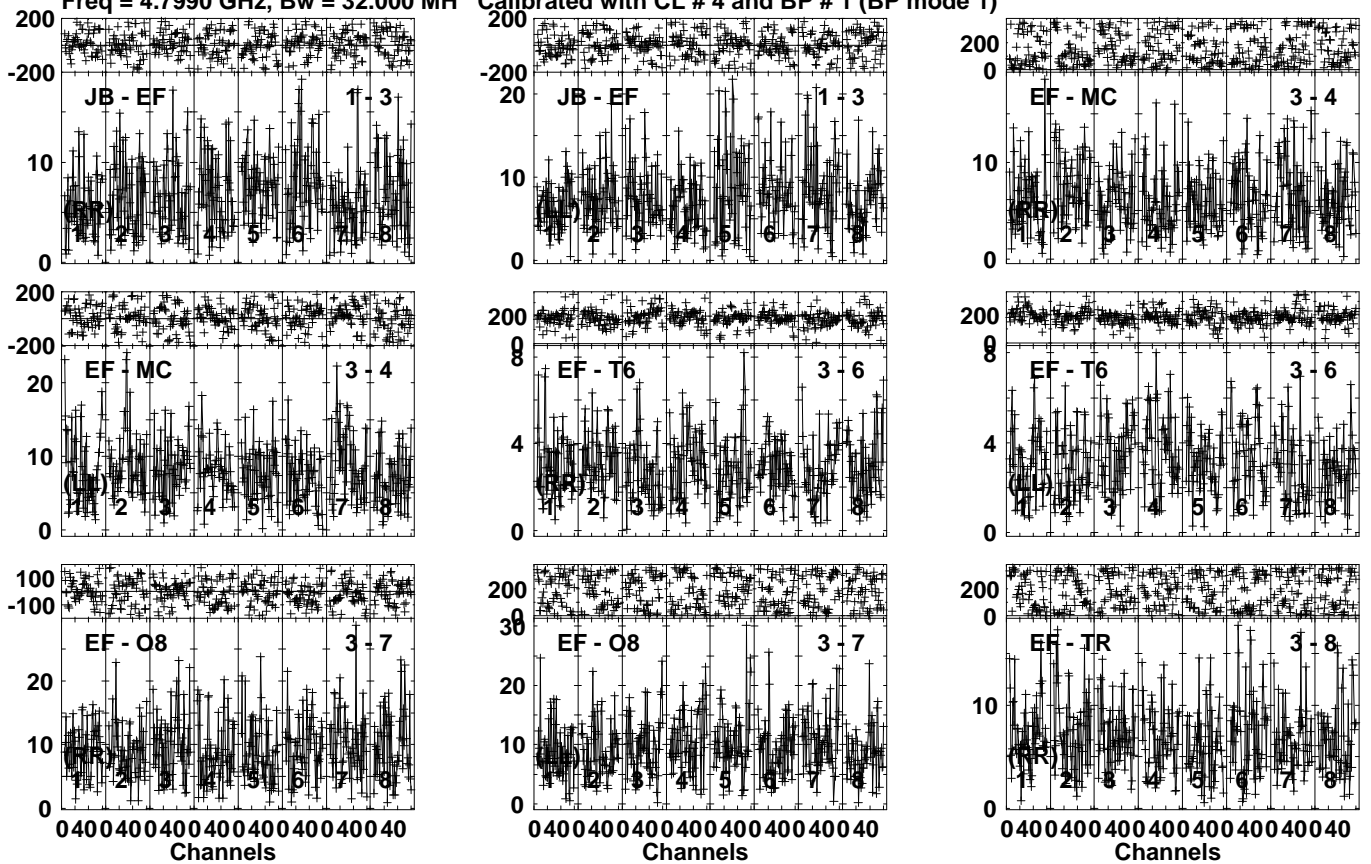 Freq = 4.7990 GHz, Bw = 32.000 MH Calibrated with CL # 4 and BP # 1 (BP mode 1)
200
-200
JB - EF 1 - 3
10
0
(RR)
1 2 3 4 5 6 7 8
200
-200
JB - EF 1 - 3
20
10
0
(LL)
1 2 3 4 5 6 7 8
200
0
EF - MC 3 - 4
10
0
(RR)
1 2 3 4 5 6 7 8
200
-200
EF - MC 3 - 4
20
10
0
(LL)
1 2 3 4 5 6 7 8
200
0
8
EF - T6 3 - 6
4
0
(RR)
1 2 3 4 5 6 7 8
200
0
8
EF - T6 3 - 6
4
0
(LL)
1 2 3 4 5 6 7 8
100
-100
EF - O8 3 - 7
20
10
0
(RR)
1 2 3 4 5 6 7 8
200
0
30
EF - O8 3 - 7
20
10
0
(LL)
1 2 3 4 5 6 7 8
200
0
EF - TR 3 - 8
10
0
(RR)
1 2 3 4 5 6 7 8
0 40 0 40 0 40 0 40 0 40 0 40 0 40 0 40
Channels
0 40 0 40 0 40 0 40 0 40 0 40 0 40 0 40
Channels
0 40 0 40 0 40 0 40 0 40 0 40 0 40 0 40
Channels